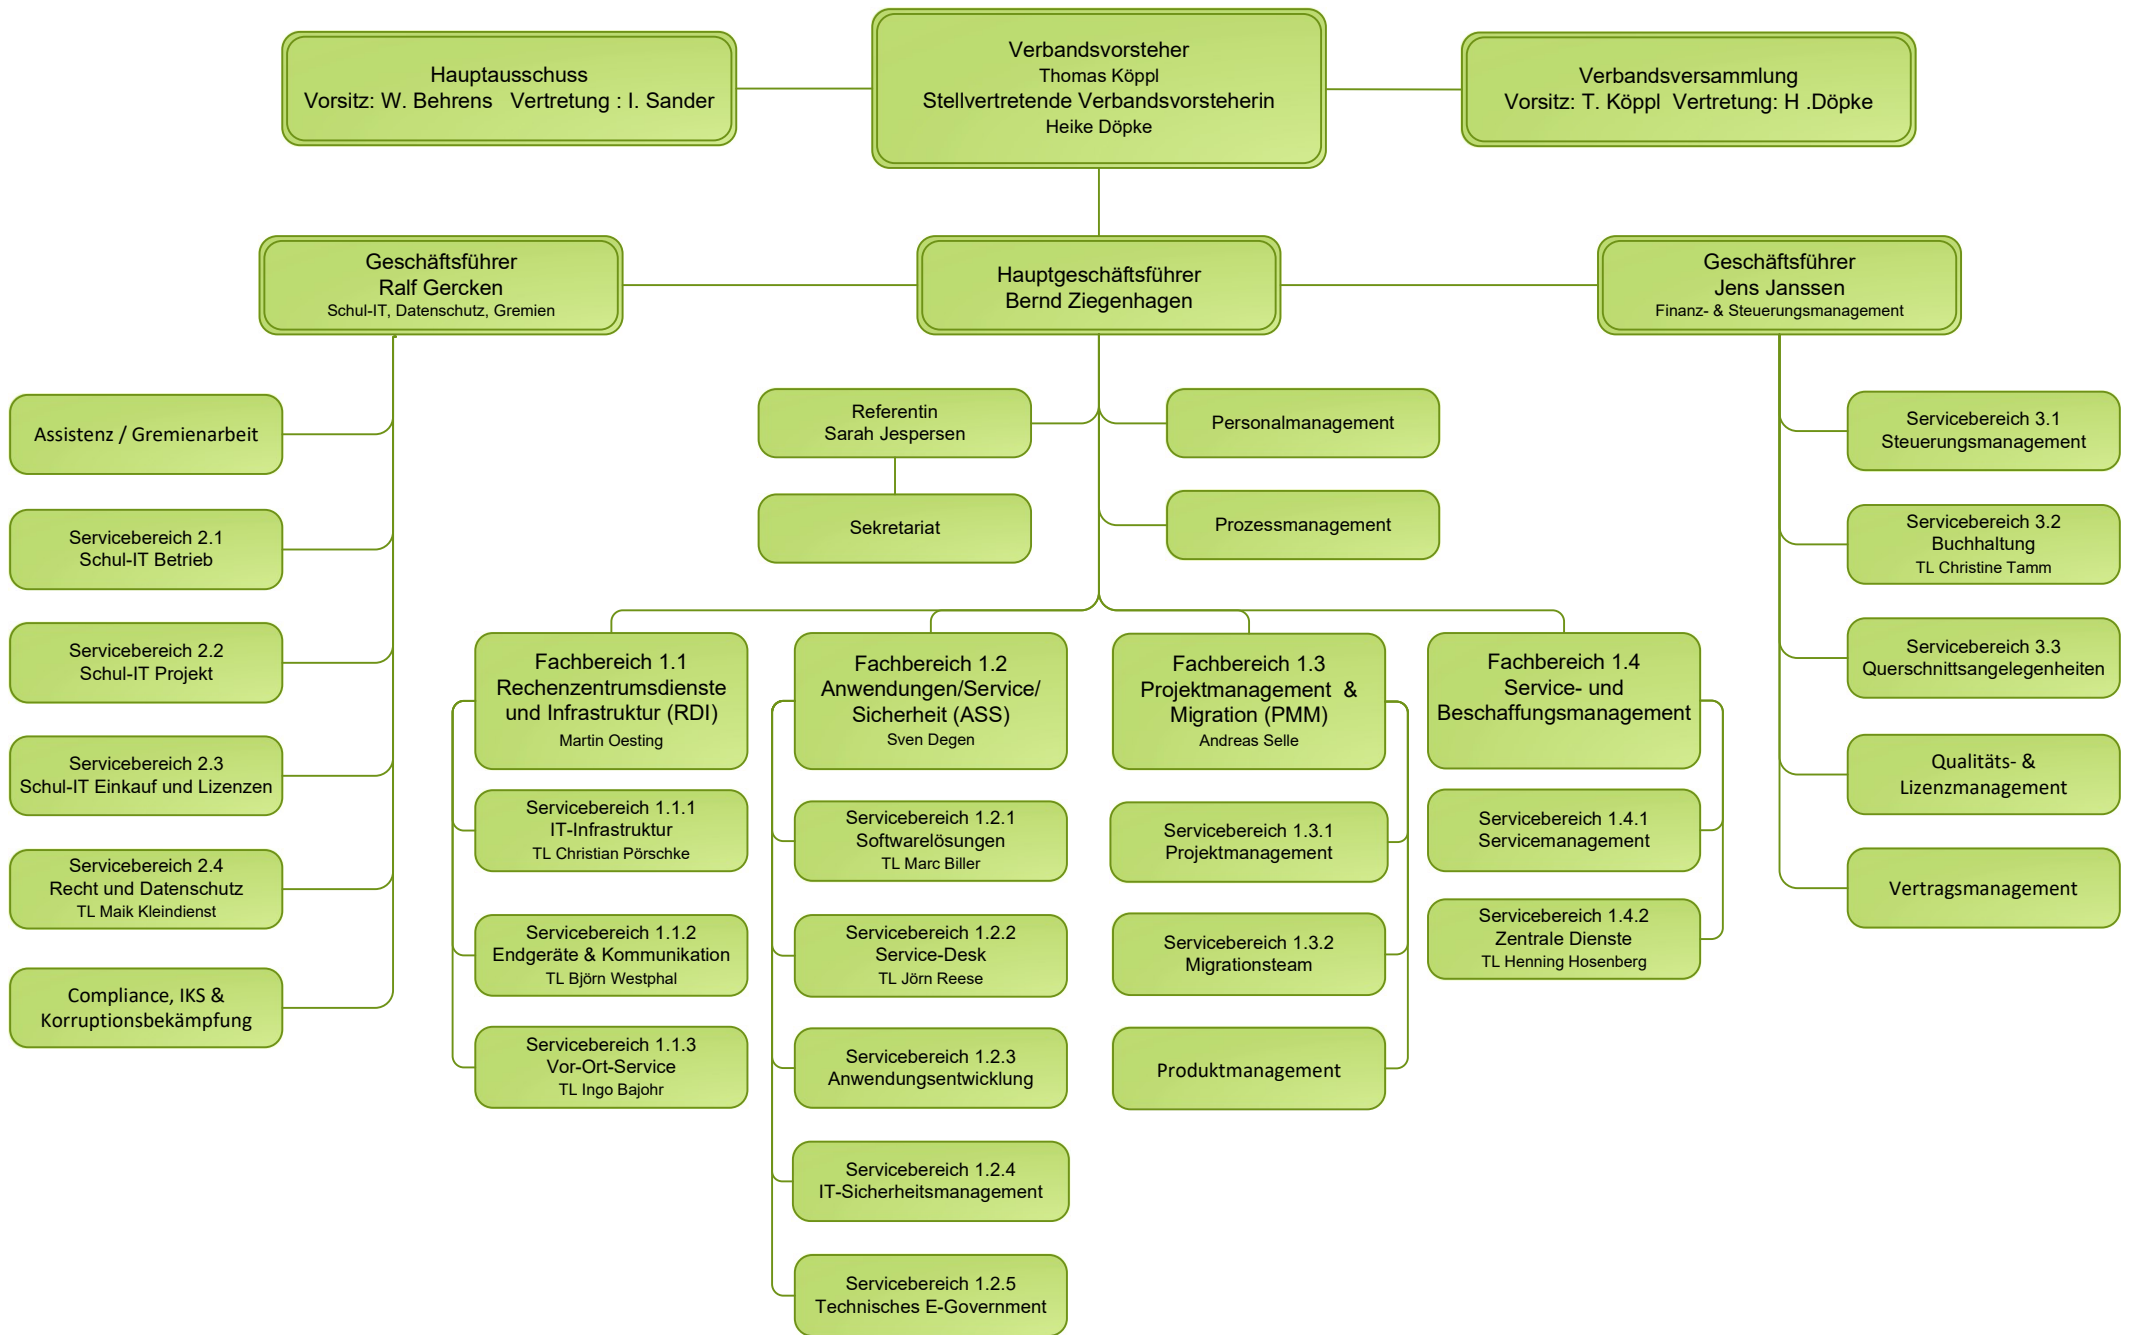 Hauptausschuss
Vorsitz: W. Behrens   Vertretung : I. Sander
Verbandsvorsteher
Thomas Köppl
Stellvertretende Verbandsvorsteherin
Heike Döpke
Verbandsversammlung
Vorsitz: T. Köppl  Vertretung: H .Döpke
Geschäftsführer
Ralf Gercken
Schul-IT, Datenschutz, Gremien
Hauptgeschäftsführer
Bernd Ziegenhagen
Geschäftsführer
Jens Janssen
Finanz- & Steuerungsmanagement
Assistenz / Gremienarbeit
Servicebereich 2.1
Schul-IT Betrieb
Servicebereich 2.2
Schul-IT Projekt
Servicebereich 2.3
Schul-IT Einkauf und Lizenzen
Servicebereich 2.4
Recht und Datenschutz
TL Maik Kleindienst
Compliance, IKS &
Korruptionsbekämpfung
Referentin
Sarah Jespersen
Sekretariat
Personalmanagement
Prozessmanagement
Fachbereich 1.1
Rechenzentrumsdienste
und Infrastruktur (RDI)
Martin Oesting
Servicebereich 1.1.1
IT-Infrastruktur
TL Christian Pörschke
Servicebereich 1.1.2
Endgeräte & Kommunikation
TL Björn Westphal
Servicebereich 1.1.3
Vor-Ort-Service
TL Ingo Bajohr
Fachbereich 1.2
Anwendungen/Service/
Sicherheit (ASS)
Sven Degen
Servicebereich 1.2.1
Softwarelösungen
TL Marc Biller
Servicebereich 1.2.2
Service-Desk
TL Jörn Reese
Servicebereich 1.2.3
Anwendungsentwicklung
Servicebereich 1.2.4
IT-Sicherheitsmanagement
Servicebereich 1.2.5
Technisches E-Government
Fachbereich 1.3
Projektmanagement  &
Migration (PMM)
Andreas Selle
Servicebereich 1.3.1
Projektmanagement
Servicebereich 1.3.2
Migrationsteam
Produktmanagement
Fachbereich 1.4
Service- und
Beschaffungsmanagement
Servicebereich 1.4.1
Servicemanagement
Servicebereich 1.4.2
Zentrale Dienste
TL Henning Hosenberg
Servicebereich 3.1
Steuerungsmanagement
Servicebereich 3.2
Buchhaltung
TL Christine Tamm
Servicebereich 3.3
Querschnittsangelegenheiten
Qualitäts- &
Lizenzmanagement
Vertragsmanagement